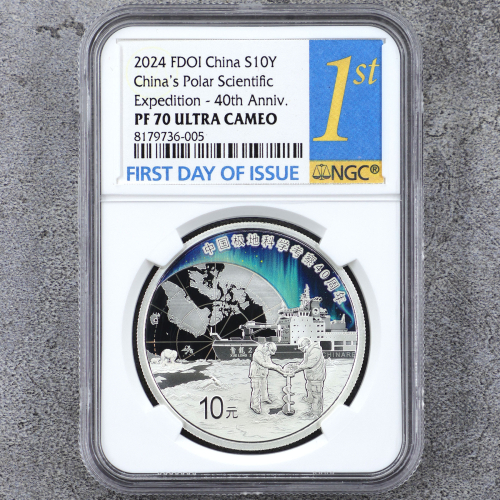 2024 FDOI China S10Y
China's Polar Scientific
Expedition - 40th Anniv.
PF 70 ULTRA CAMEO
8179736-005
1st
FIRST DAY OF ISSUE
NGC®
中国极地科学考察40周年
CHINARE
10元